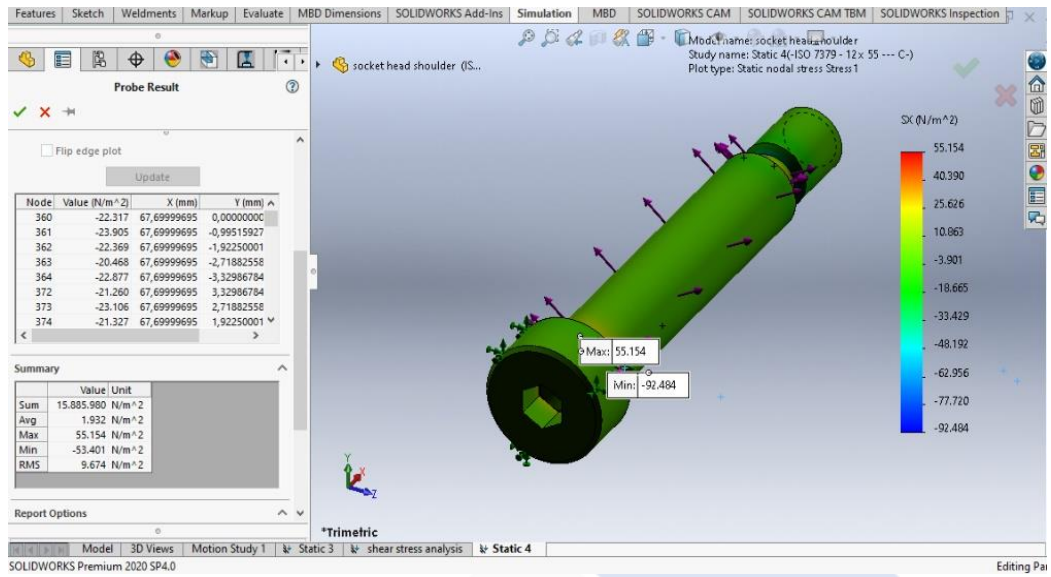 Features Sketch Weldments Markup Evaluate MBD Dimensions SOLIDWORKS Add-Ins Simulation MBD SOLIDWORKS CAM SOLIDWORKS CAM TBM SOLIDWORKS Inspection
Probe Result
Flip edge plot
Update
Node Value (N/m^2) X (mm) Y (mm)
360 -22.317 67,69999695 0,00000000
361 -23.905 67,69999695 -0,99515927
362 -22.369 67,69999695 -1,92250001
363 -20.468 67,69999695 -2,71882558
364 -22.877 67,69999695 -3,32986784
372 -21.260 67,69999695 3,32986784
373 -23.106 67,69999695 2,71882558
374 -21.327 67,69999695 1,92250001
Summary
Value Unit
Sum 15.885.980 N/m^2
Avg 1.932 N/m^2
Max 55.154 N/m^2
Min -53.401 N/m^2
RMS 9.674 N/m^2
Report Options
socket head shoulder (IS...
Model name: socket head shoulder
Study name: Static 4(-ISO 7379 - 12 x 55 --- C-)
Plot type: Static nodal stress Stress1
SX (N/m^2)
55.154
40.390
25.626
10.863
-3.901
-18.665
-33.429
-48.192
-62.956
-77.720
-92.484
Max: 55.154
Min: -92.484
Y
X
Z
*Trimetric
Model 3D Views Motion Study 1 Static 3 shear stress analysis Static 4
SOLIDWORKS Premium 2020 SP4.0
Editing Par